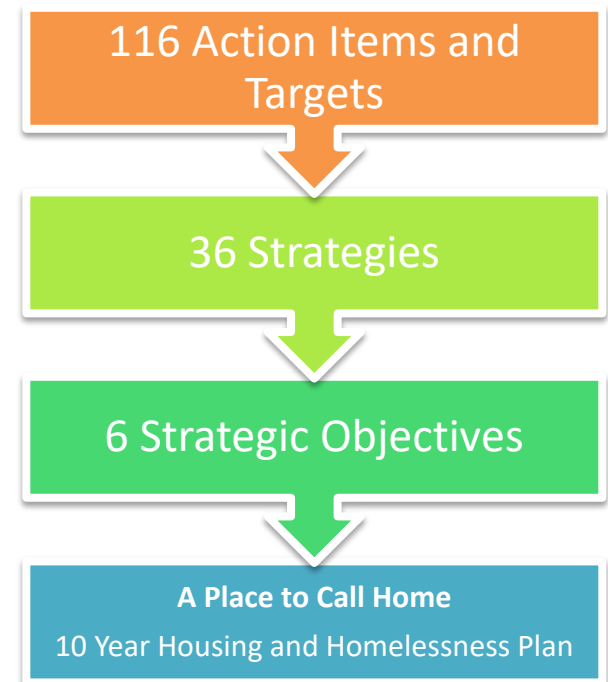 116 Action Items and
Targets
36 Strategies
6 Strategic Objectives
A Place to Call Home
10 Year Housing and Homelessness Plan